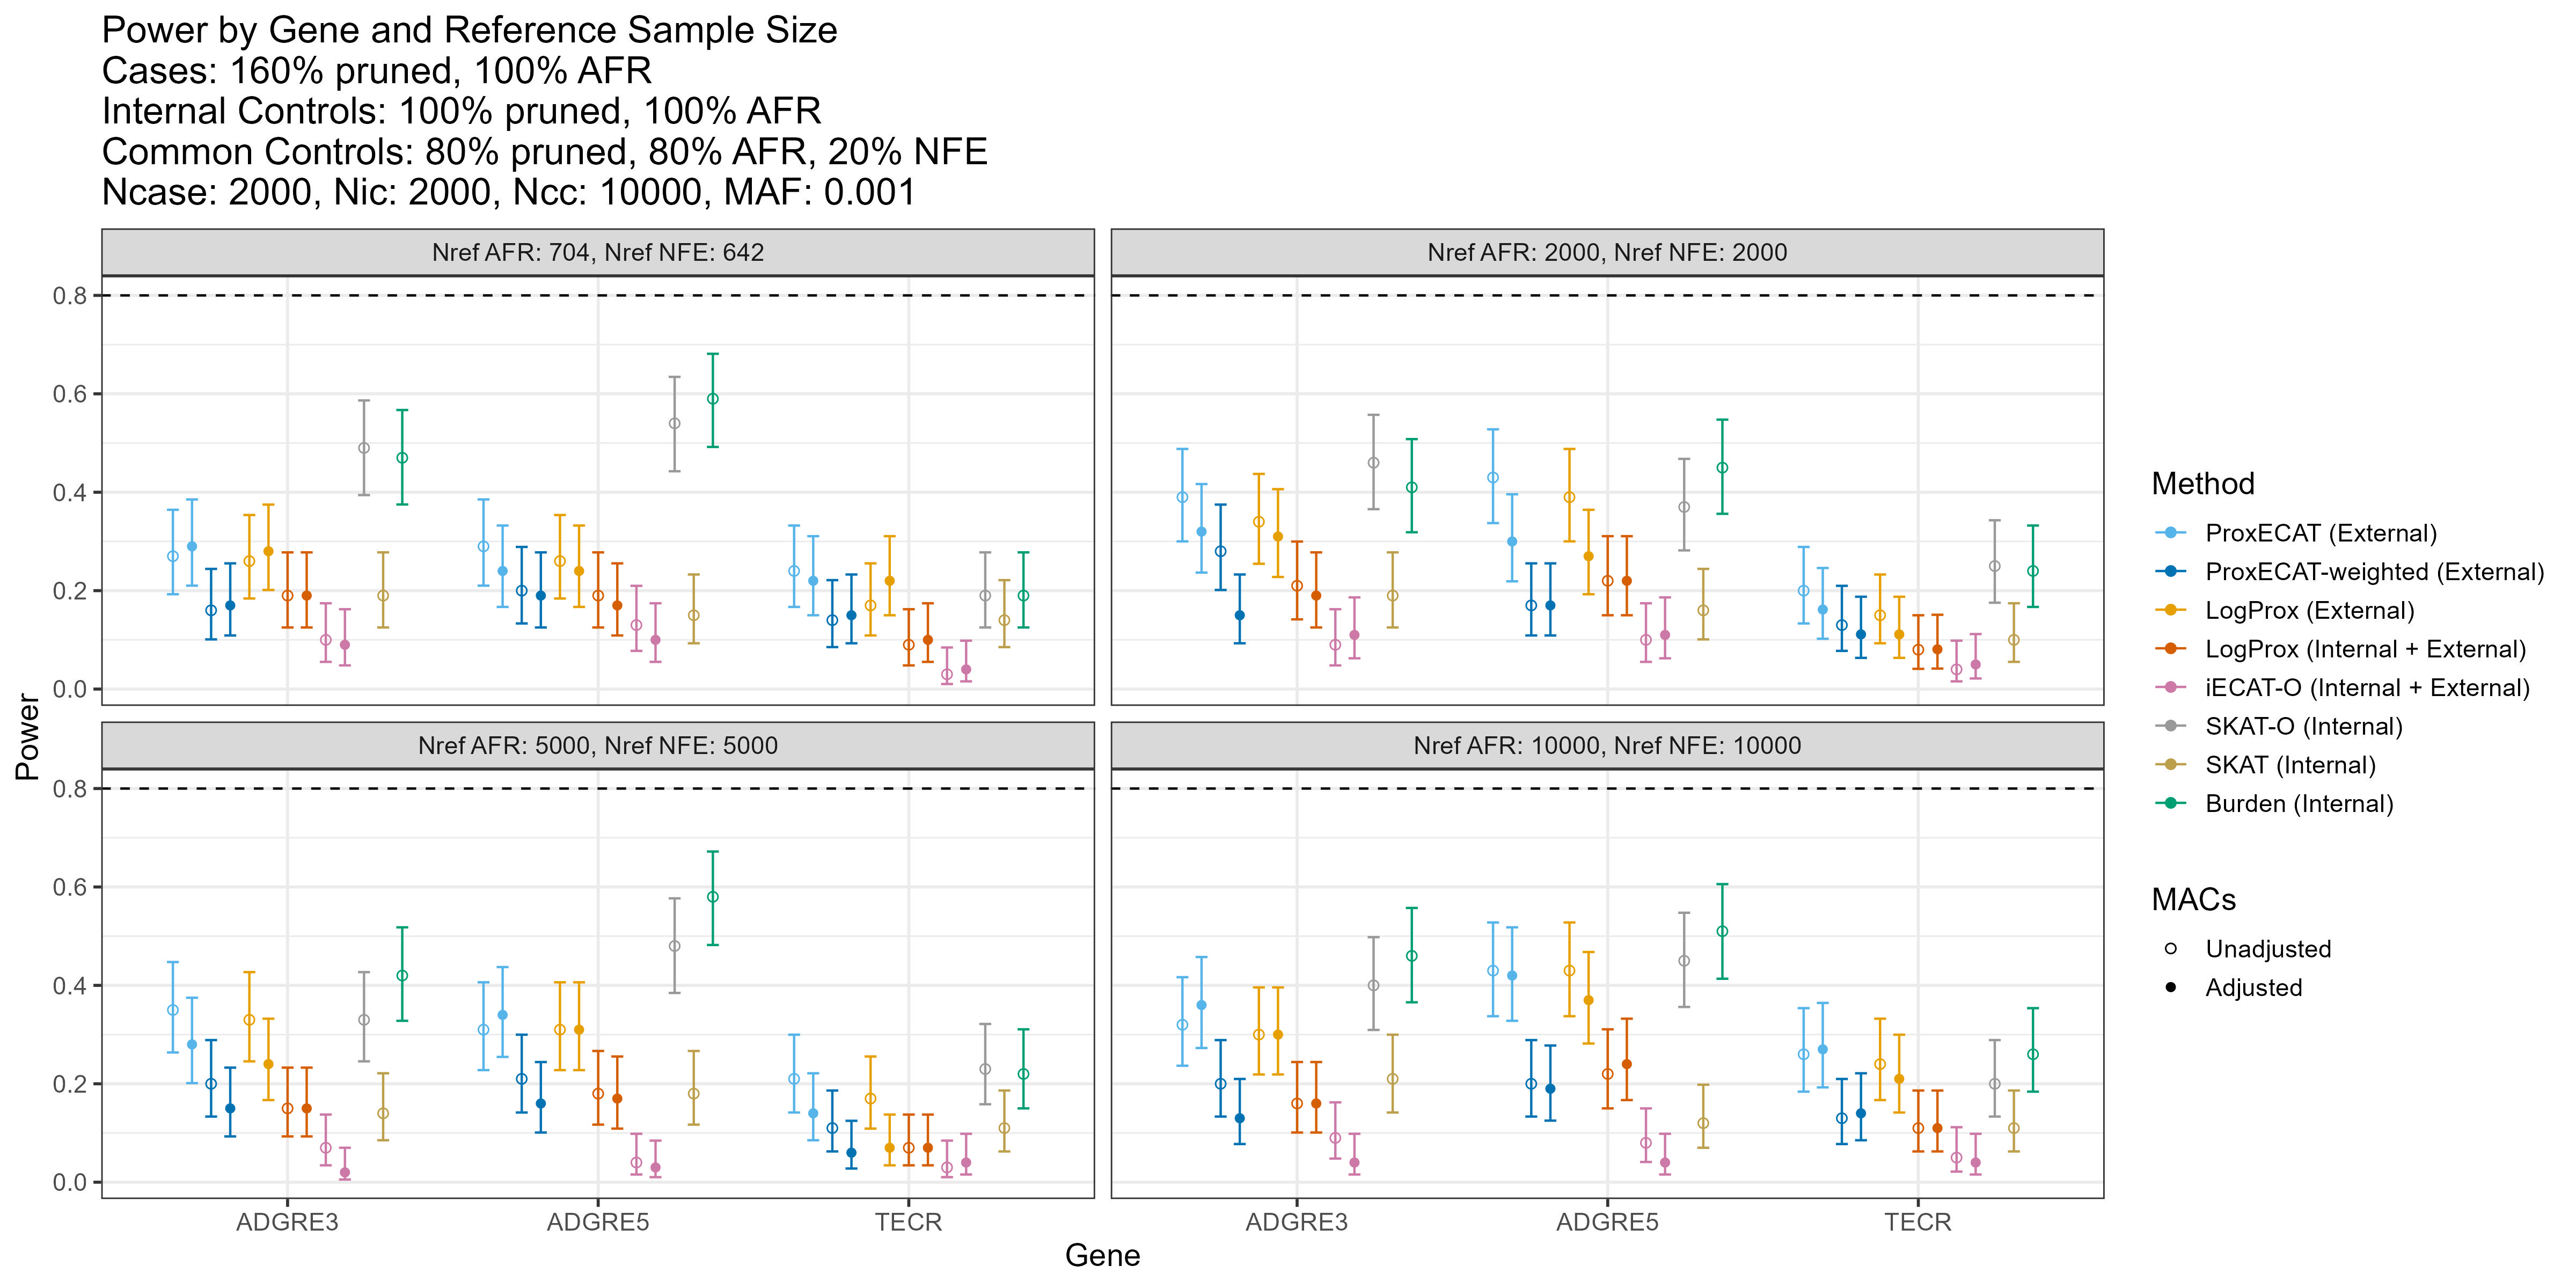 Power by Gene and Reference Sample Size
Cases: 160% pruned, 100% AFR
Internal Controls: 100% pruned, 100% AFR
Common Controls: 80% pruned, 80% AFR, 20% NFE
Ncase: 2000, Nic: 2000, Ncc: 10000, MAF: 0.001
Nref AFR: 704, Nref NFE: 642
Nref AFR: 2000, Nref NFE: 2000
0.8
0.6
0.4
0.2
0.0
Nref AFR: 5000, Nref NFE: 5000
Nref AFR: 10000, Nref NFE: 10000
0.8
0.6
0.4
0.2
0.0
Power
ADGRE3
ADGRE5
TECR
ADGRE3
ADGRE5
TECR
Gene
Method
ProxECAT (External)
ProxECAT-weighted (External)
LogProx (External)
LogProx (Internal + External)
iECAT-O (Internal + External)
SKAT-O (Internal)
SKAT (Internal)
Burden (Internal)
MACs
Unadjusted
Adjusted